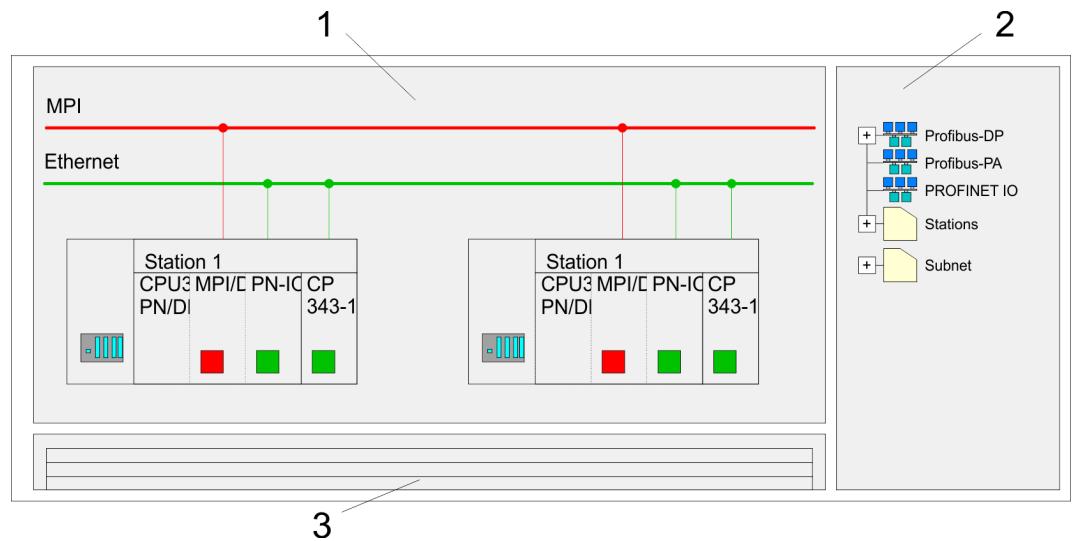 1
2
MPI
Ethernet
Profibus-DP
Profibus-PA
PROFINET IO
Stations
Subnet
Station 1
CPU3 MPI/D PN-IO CP
PN/DI 343-1
Station 1
CPU3 MPI/D PN-IO CP
PN/DI 343-1
3